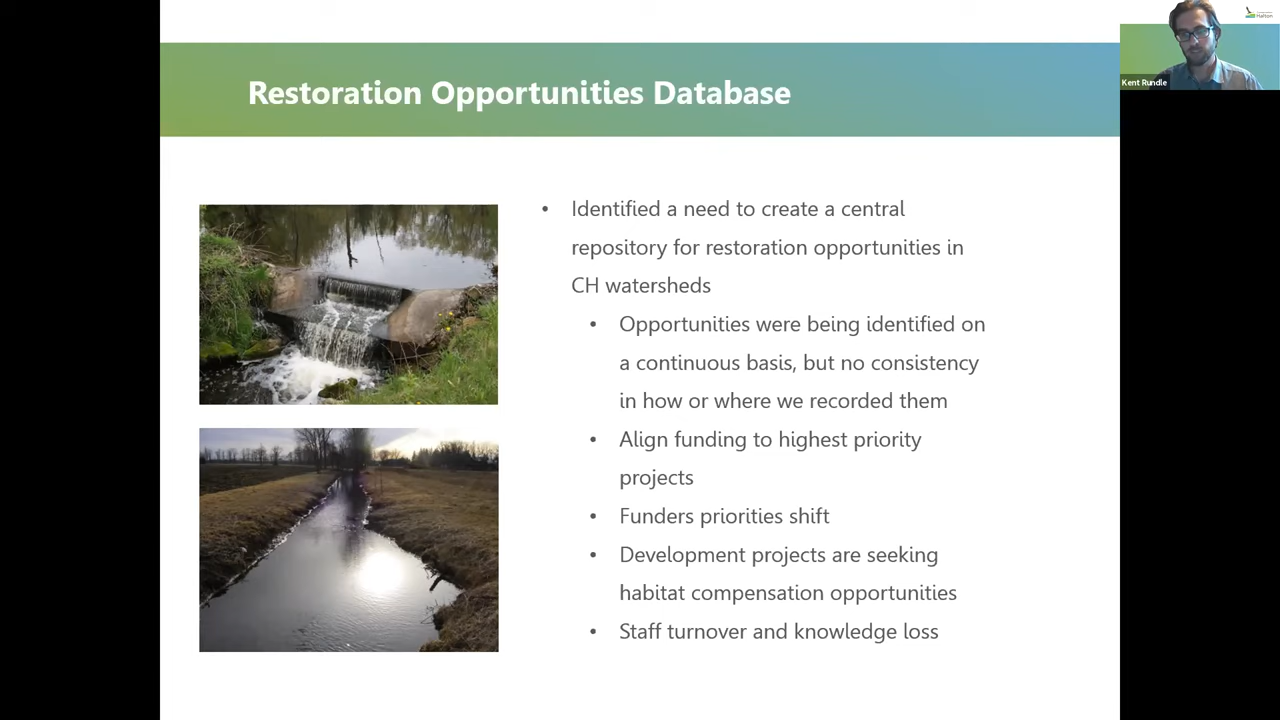 Halton
Kent Rundle
Restoration Opportunities Database
• Identified a need to create a central
repository for restoration opportunities in
CH watersheds
• Opportunities were being identified on
a continuous basis, but no consistency
in how or where we recorded them
• Align funding to highest priority
projects
• Funders priorities shift
• Development projects are seeking
habitat compensation opportunities
• Staff turnover and knowledge loss